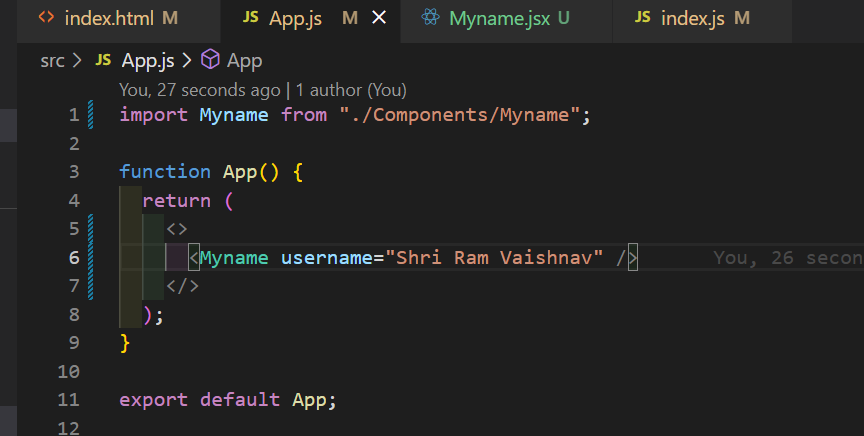 <> index.html M JS App.js M × Myname.jsx U JS index.js M
src > JS App.js > App
You, 27 seconds ago | 1 author (You)
1 import Myname from "./Components/Myname";
2
3 function App() {
4 return (
5 <>
6 <Myname username="Shri Ram Vaishnav" /> You, 26 secon
7 </>
8 );
9 }
10
11 export default App;
12